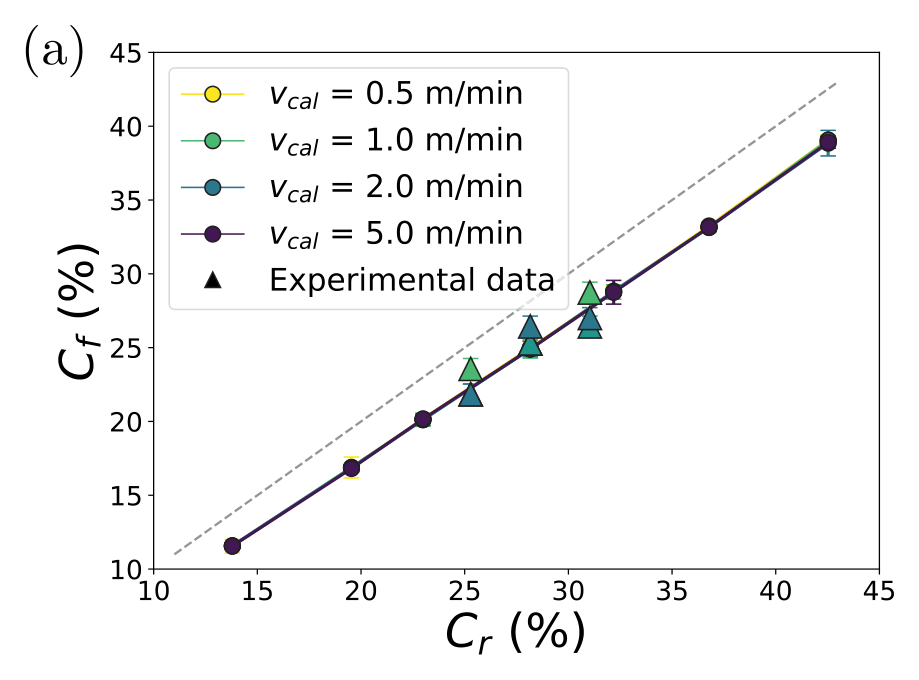 (a)
45
40
35
30
25
20
15
10
C_f (%)
v_cal = 0.5 m/min
v_cal = 1.0 m/min
v_cal = 2.0 m/min
v_cal = 5.0 m/min
Experimental data
10 15 20 25 30 35 40 45
C_r (%)